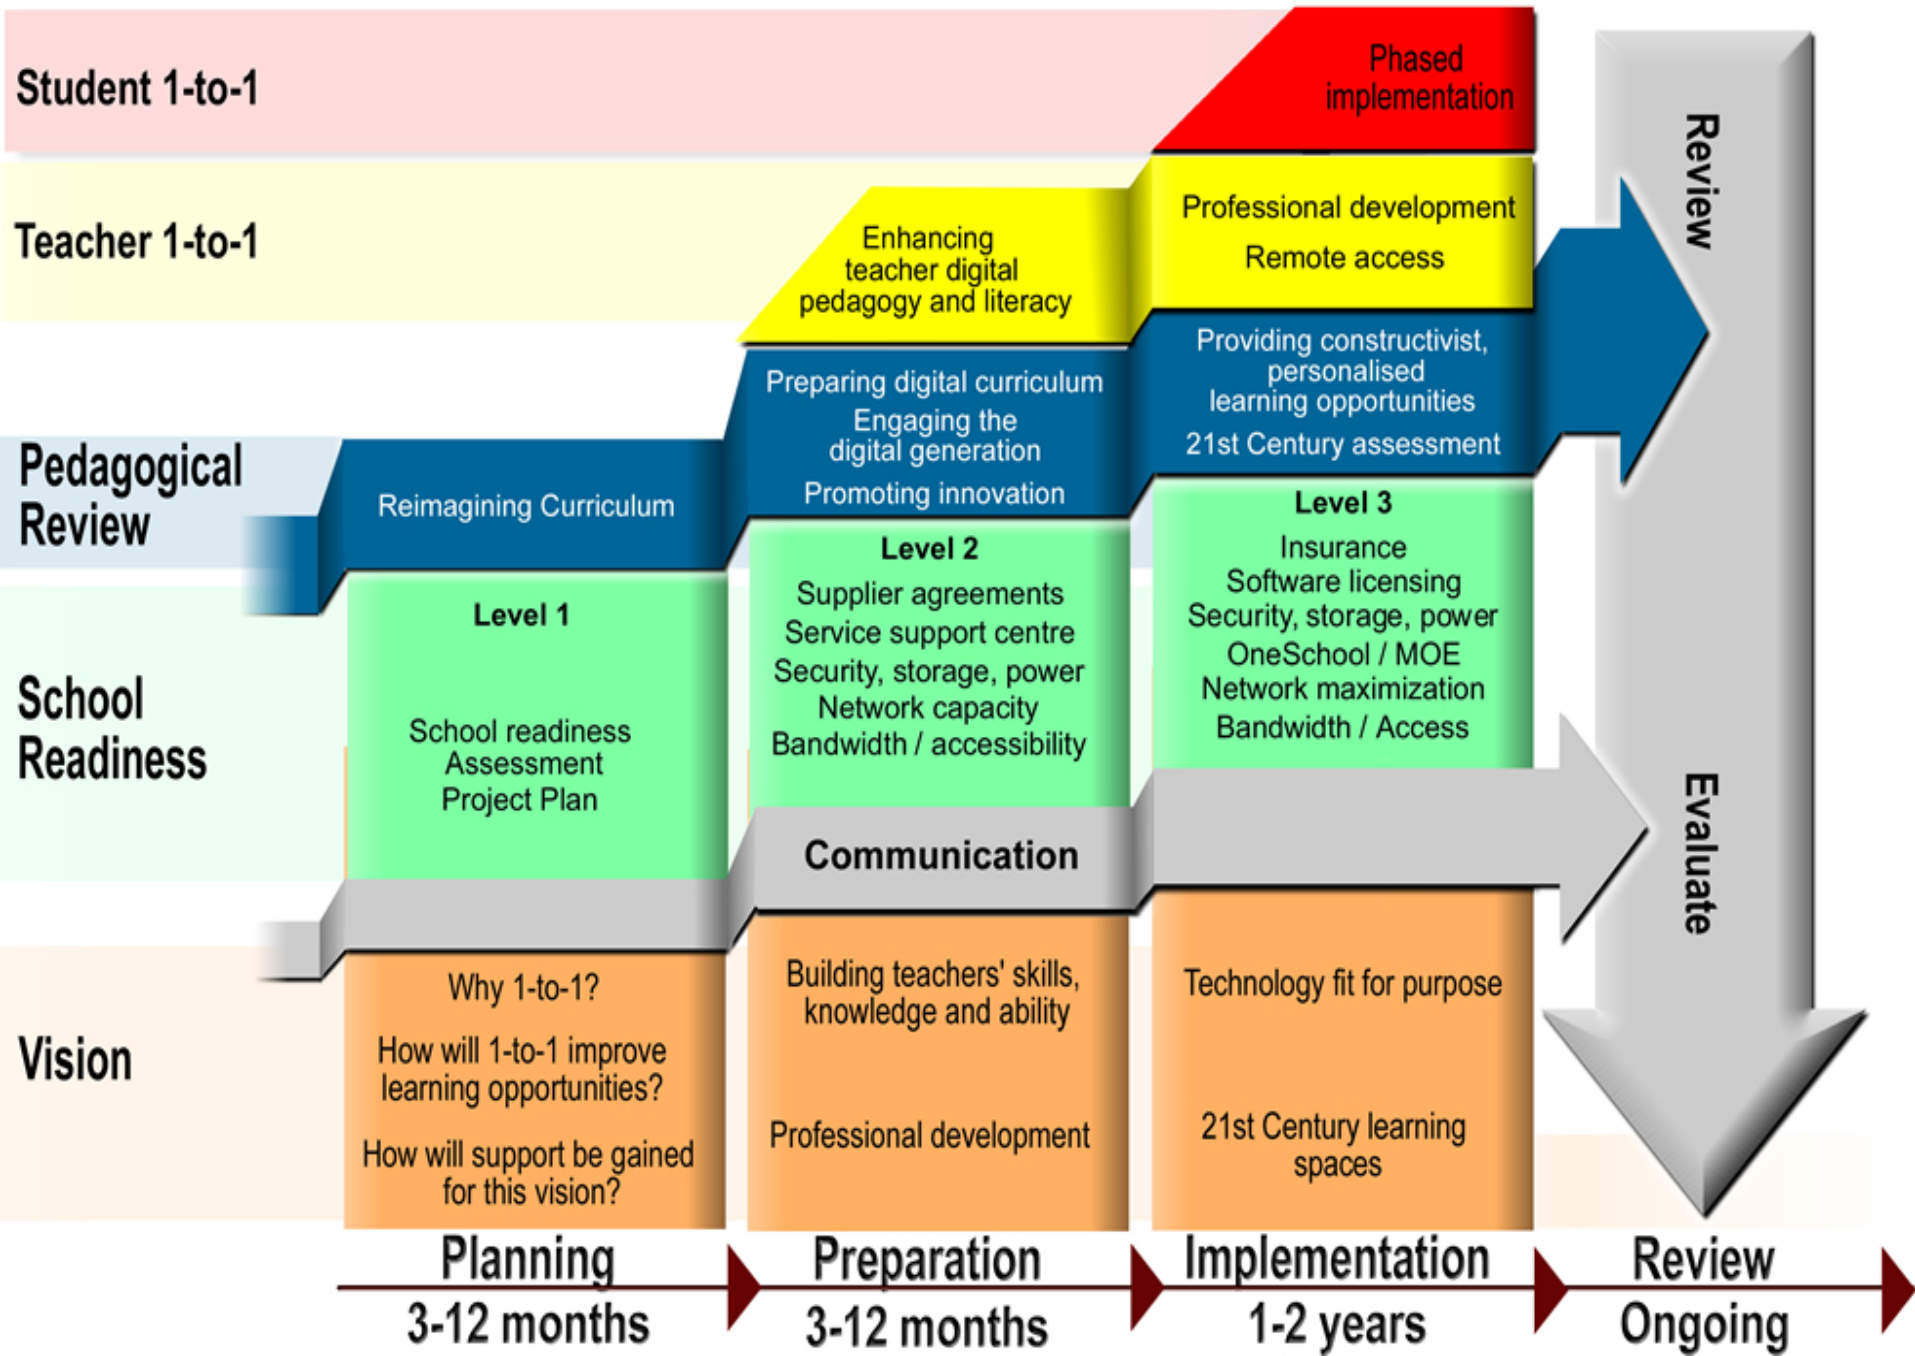 Student 1-to-1
Phased
implementation
Teacher 1-to-1
Enhancing
teacher digital
pedagogy and literacy
Professional development
Remote access
Pedagogical
Review
Reimagining Curriculum
Preparing digital curriculum
Engaging the
digital generation
Promoting innovation
Providing constructivist,
personalised
learning opportunities
21st Century assessment
School
Readiness
Level 1
School readiness
Assessment
Project Plan
Level 2
Supplier agreements
Service support centre
Security, storage, power
Network capacity
Bandwidth / accessibility
Level 3
Insurance
Software licensing
Security, storage, power
OneSchool / MOE
Network maximization
Bandwidth / Access
Communication
Vision
Why 1-to-1?
How will 1-to-1 improve
learning opportunities?
How will support be gained
for this vision?
Building teachers' skills,
knowledge and ability
Professional development
Technology fit for purpose
21st Century learning
spaces
Review
Evaluate
Planning
3-12 months
Preparation
3-12 months
Implementation
1-2 years
Review
Ongoing